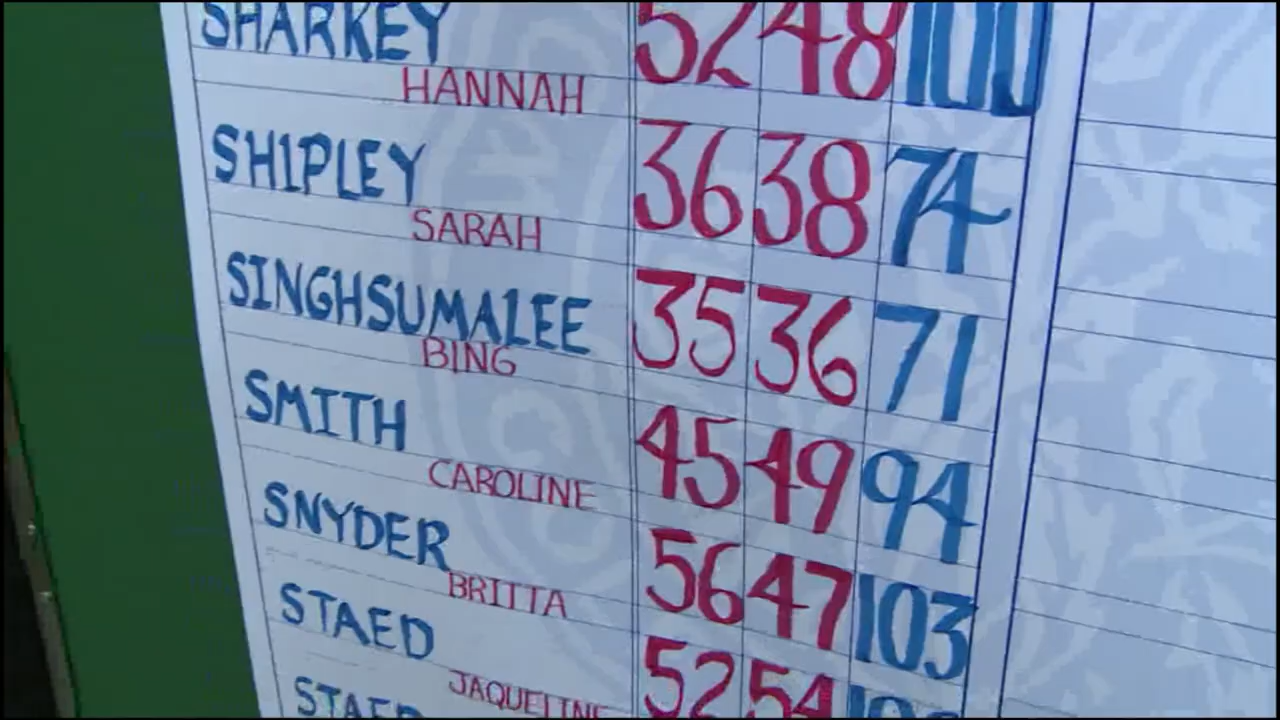 SHARKEY 52 48 100
HANNAH
SHIPLEY 36 38 74
SARAH
SINGHSUMALEE 35 36 71
BING
SMITH 45 49 94
CAROLINE
SNYDER 56 47 103
BRITTA
STAED 52 54
JAQUELINE
STAED